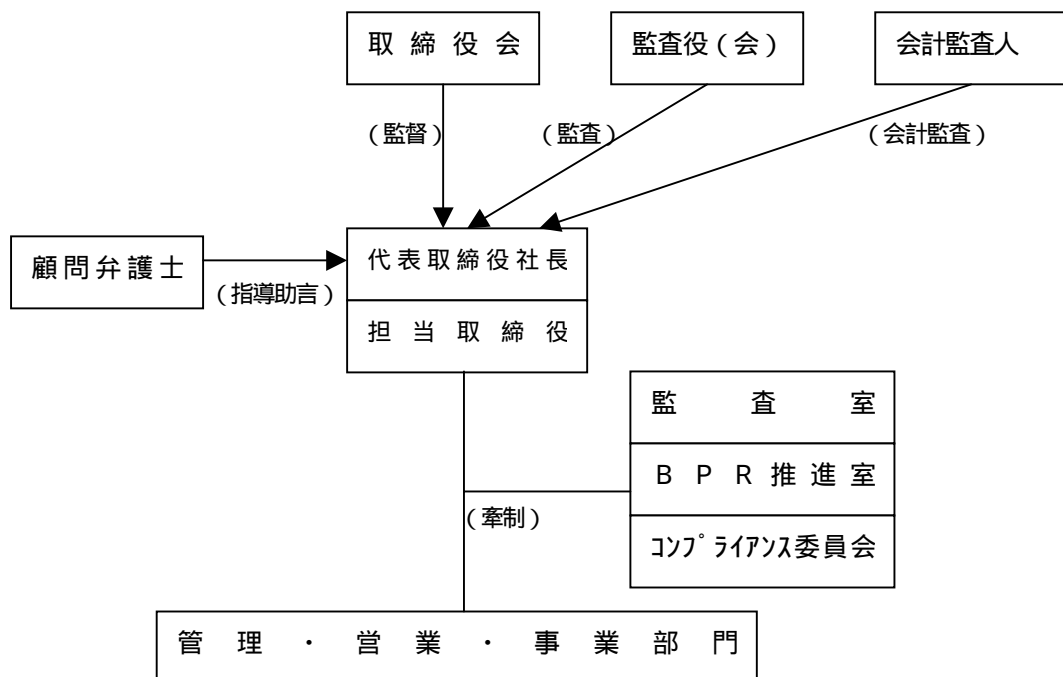 取締役会
監査役(会)
会計監査人
(監督)
(監査)
(会計監査)
顧問弁護士
(指導助言)
代表取締役社長
担当取締役
監査室
BPR推進室
コンプライアンス委員会
(牽制)
管理・営業・事業部門